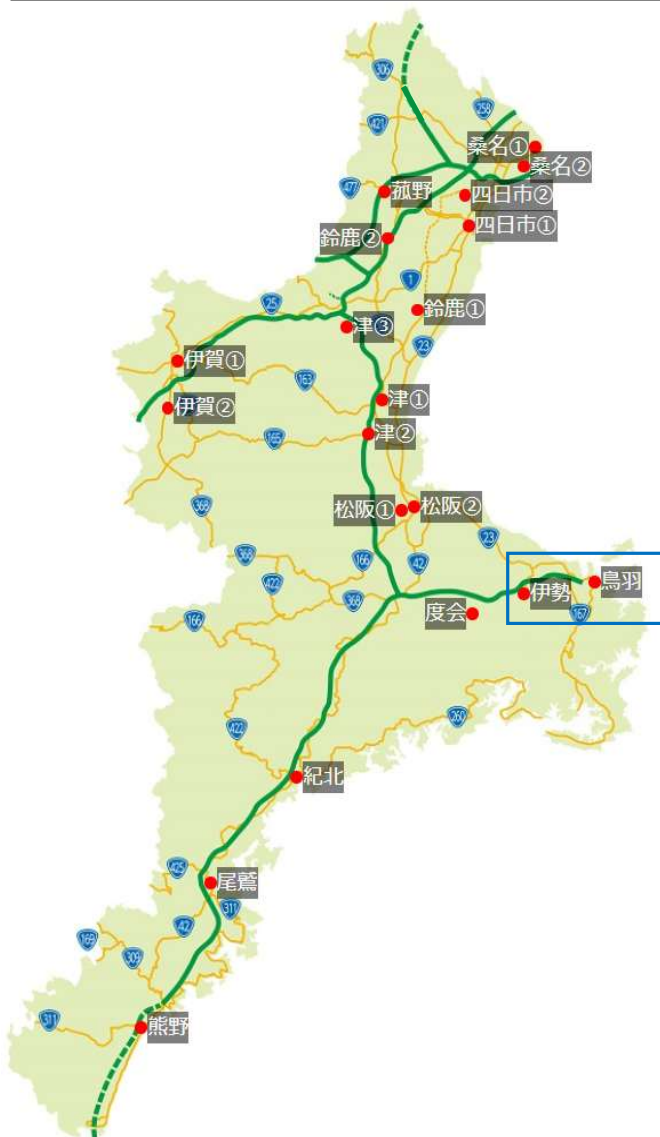 306
258
421
桑名①
桑名②
477
菰野
四日市②
四日市①
鈴鹿②
1
25
鈴鹿①
津③
23
伊賀①
163
津①
伊賀②
津②
165
368
松阪①
松阪②
23
368
166
42
422
368
伊勢
鳥羽
167
度会
166
260
422
紀北
425
尾鷲
311
42
169
309
311
熊野